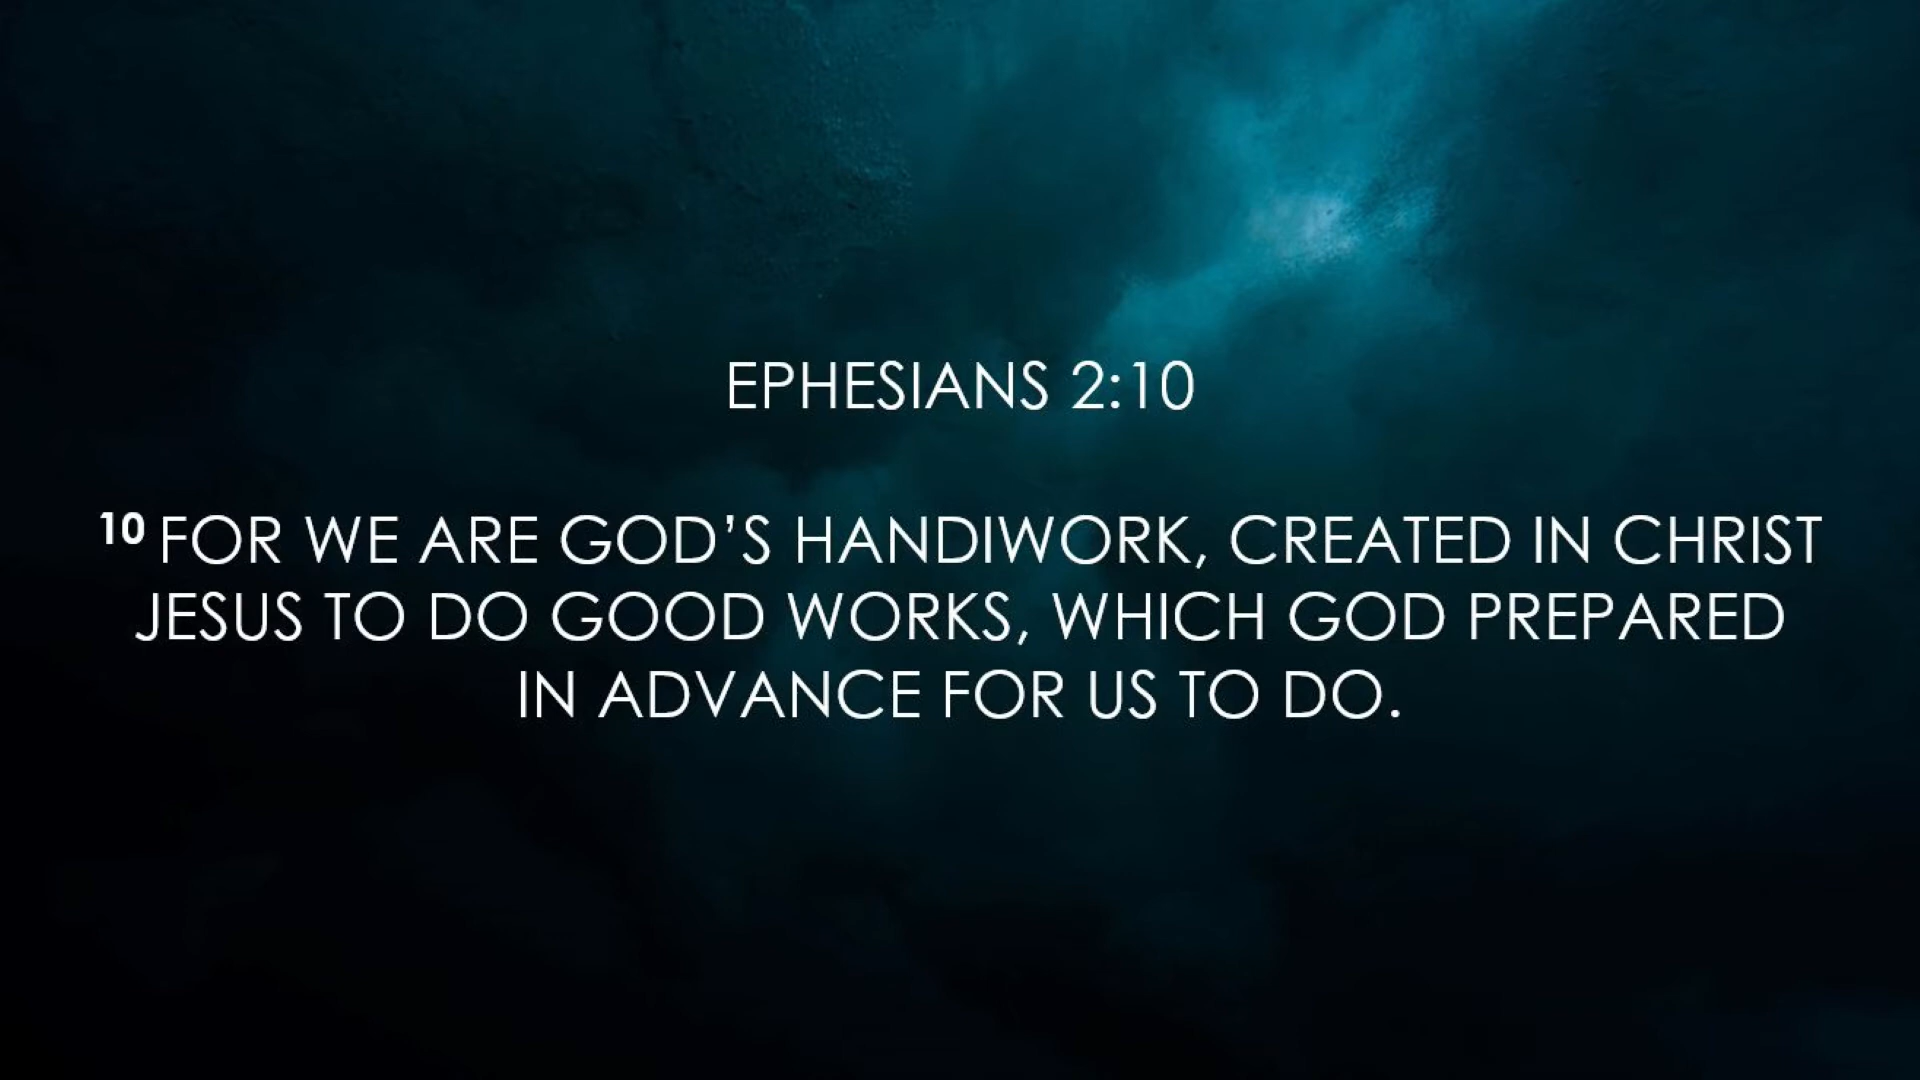 EPHESIANS 2:10
10 FOR WE ARE GOD’S HANDIWORK, CREATED IN CHRIST
JESUS TO DO GOOD WORKS, WHICH GOD PREPARED
IN ADVANCE FOR US TO DO.